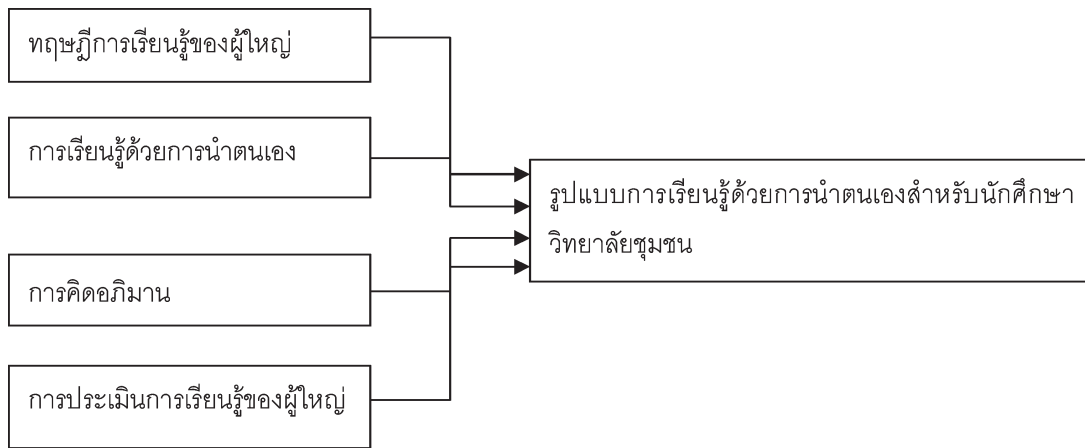 ทฤษฎีการเรียนรู้ของผู้ใหญ่
การเรียนรู้ด้วยการนำตนเอง
รูปแบบการเรียนรู้ด้วยการนำตนเองสำหรับนักศึกษา
วิทยาลัยชุมชน
การคิดอภิมาน
การประเมินการเรียนรู้ของผู้ใหญ่